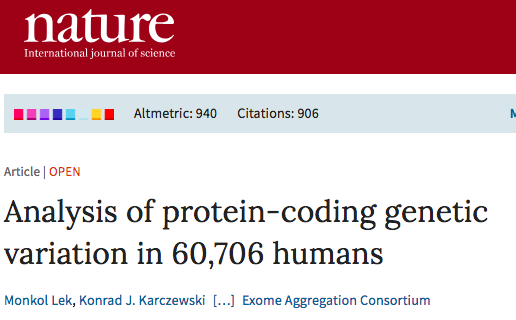 nature
International journal of science
Altmetric: 940 Citations: 906
Article | OPEN
Analysis of protein-coding genetic
variation in 60,706 humans
Monkol Lek, Konrad J. Karczewski [...] Exome Aggregation Consortium